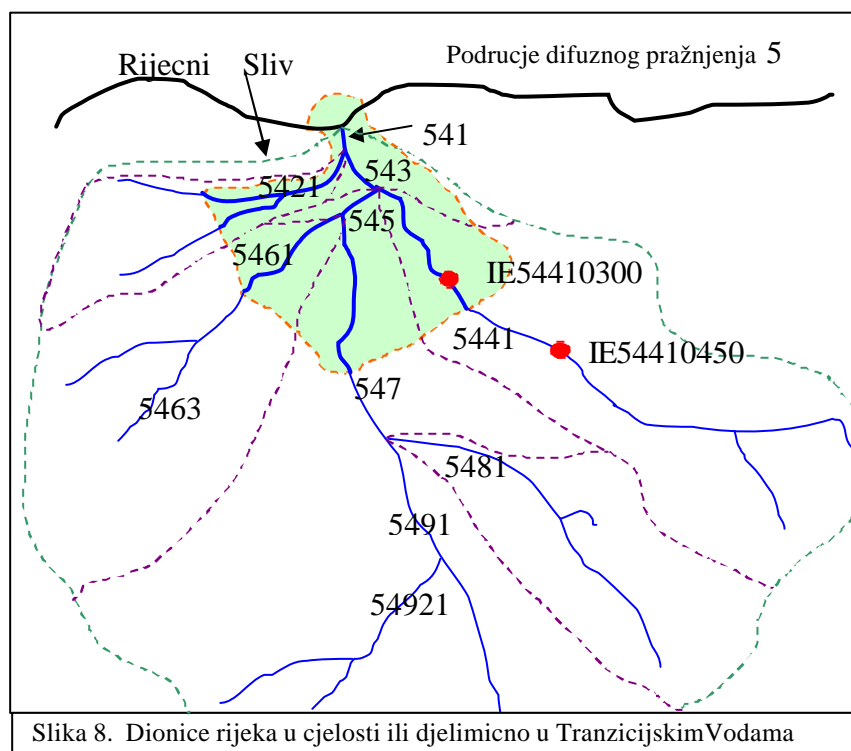 Područje difuznog pražnjenja 5
Rijecni Sliv
541
543
5421
545
5461
IE54410300
5441
IE54410450
547
5463
5481
5491
54921
Slika 8. Dionice rijeka u cjelosti ili djelimicno u TranzicijskimVodama